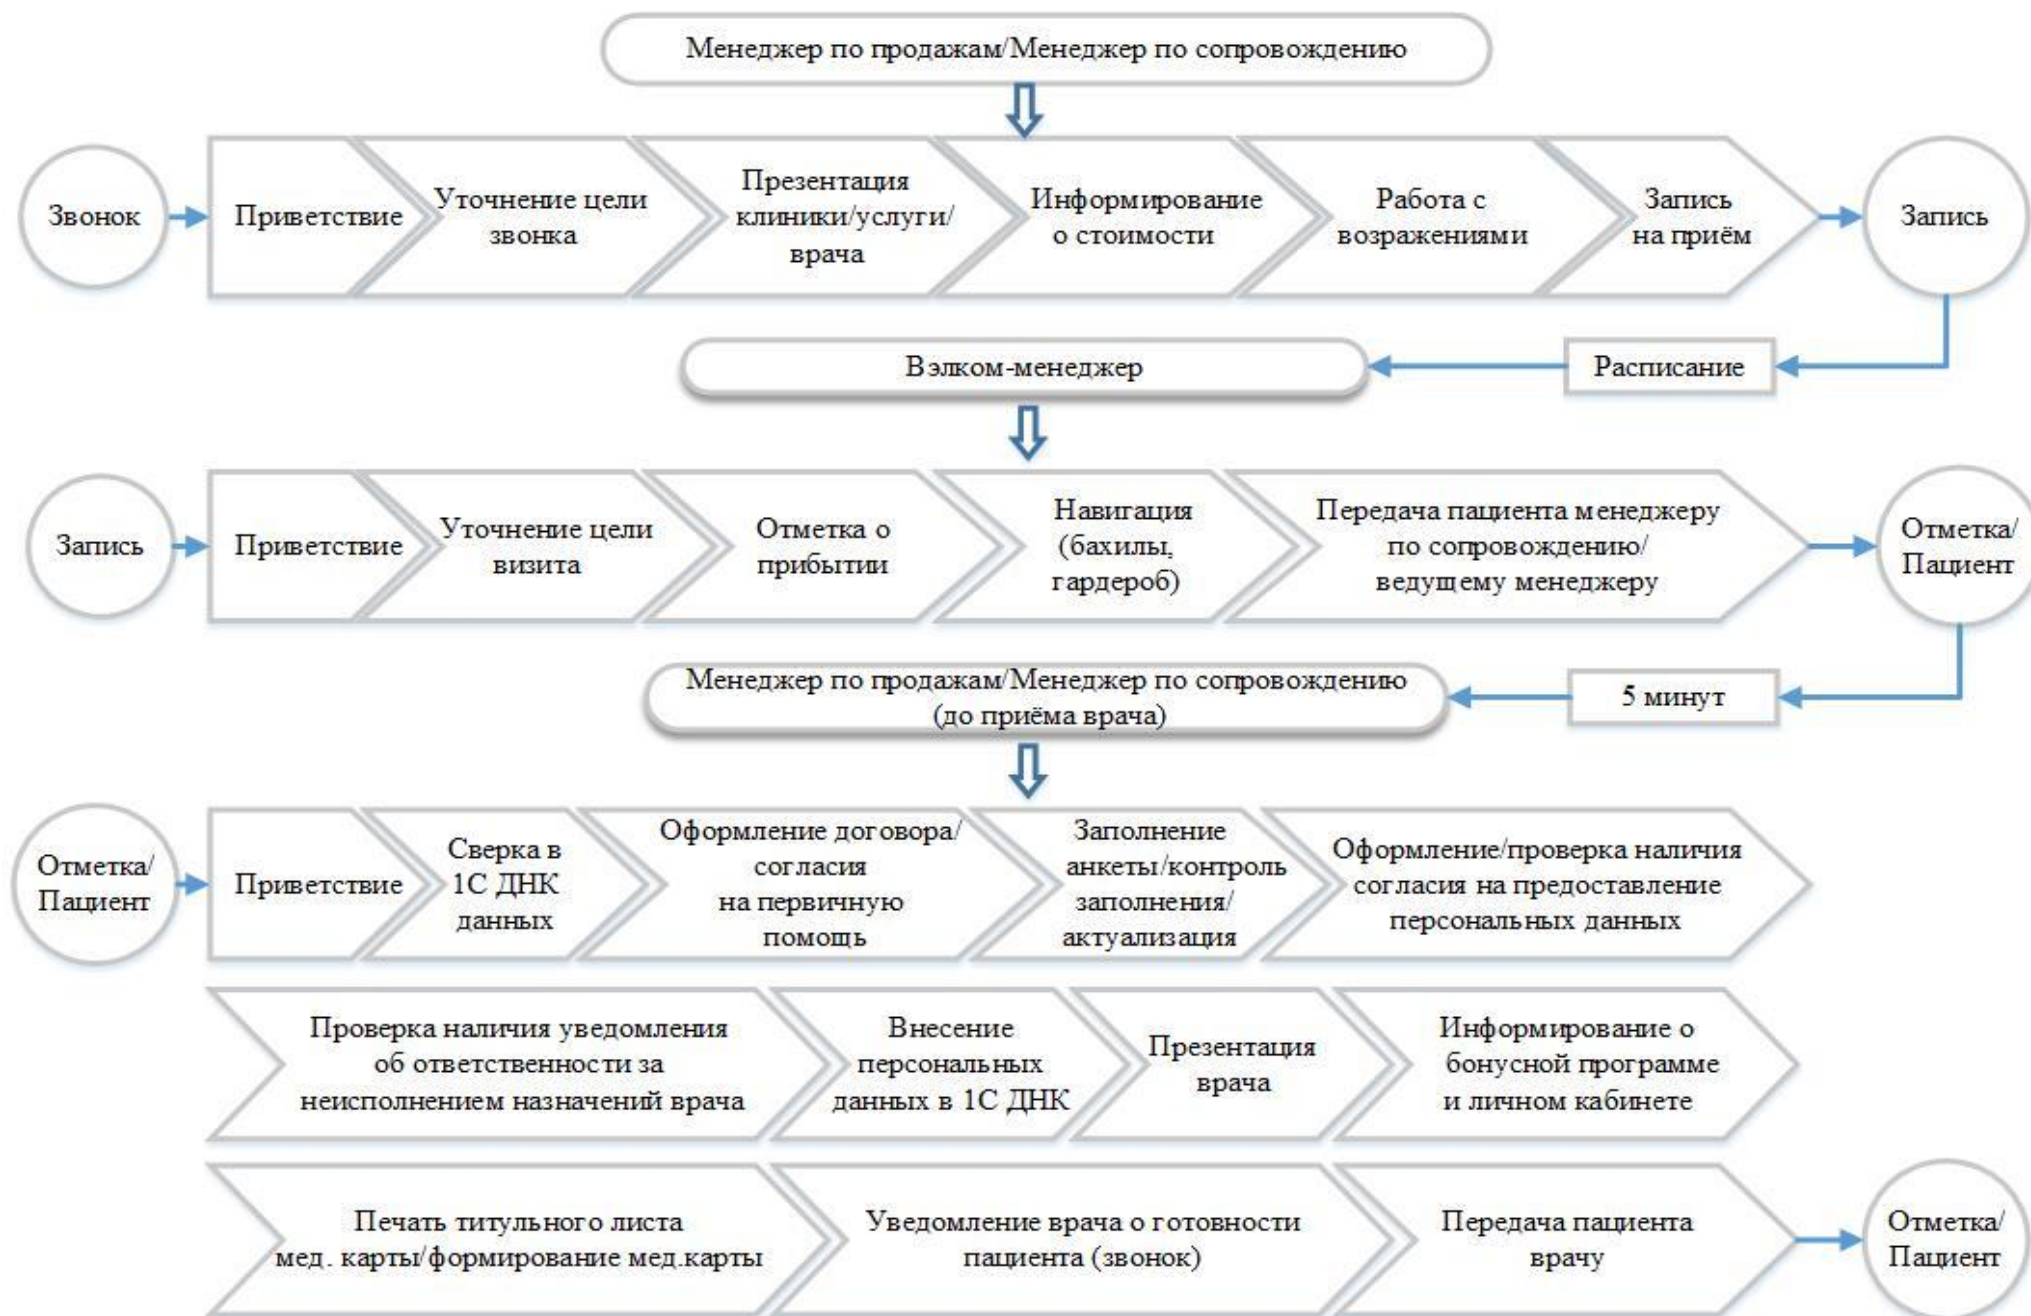 Менеджер по продажам/Менеджер по сопровождению
Звонок
Приветствие
Уточнение цели
звонка
Презентация
клиники/услуги/
врача
Информирование
о стоимости
Работа с
возражениями
Запись
на приём
Запись
Расписание
Вэлком-менеджер
Запись
Приветствие
Уточнение цели
визита
Отметка о
прибытии
Навигация
(бахилы,
гардероб)
Передача пациента менеджеру
по сопровождению/
ведущему менеджеру
Отметка/
Пациент
5 минут
Менеджер по продажам/Менеджер по сопровождению
(до приёма врача)
Отметка/
Пациент
Приветствие
Сверка в
1С ДНК
данных
Оформление договора/
согласия
на первичную
помощь
Заполнение
анкеты/контроль
заполнения/
актуализация
Оформление/проверка наличия
согласия на предоставление
персональных данных
Проверка наличия уведомления
об ответственности за
неисполнением назначений врача
Внесение
персональных
данных в 1С ДНК
Презентация
врача
Информирование о
бонусной программе
и личном кабинете
Печать титульного листа
мед. карты/формирование мед.карты
Уведомление врача о готовности
пациента (звонок)
Передача пациента
врачу
Отметка/
Пациент